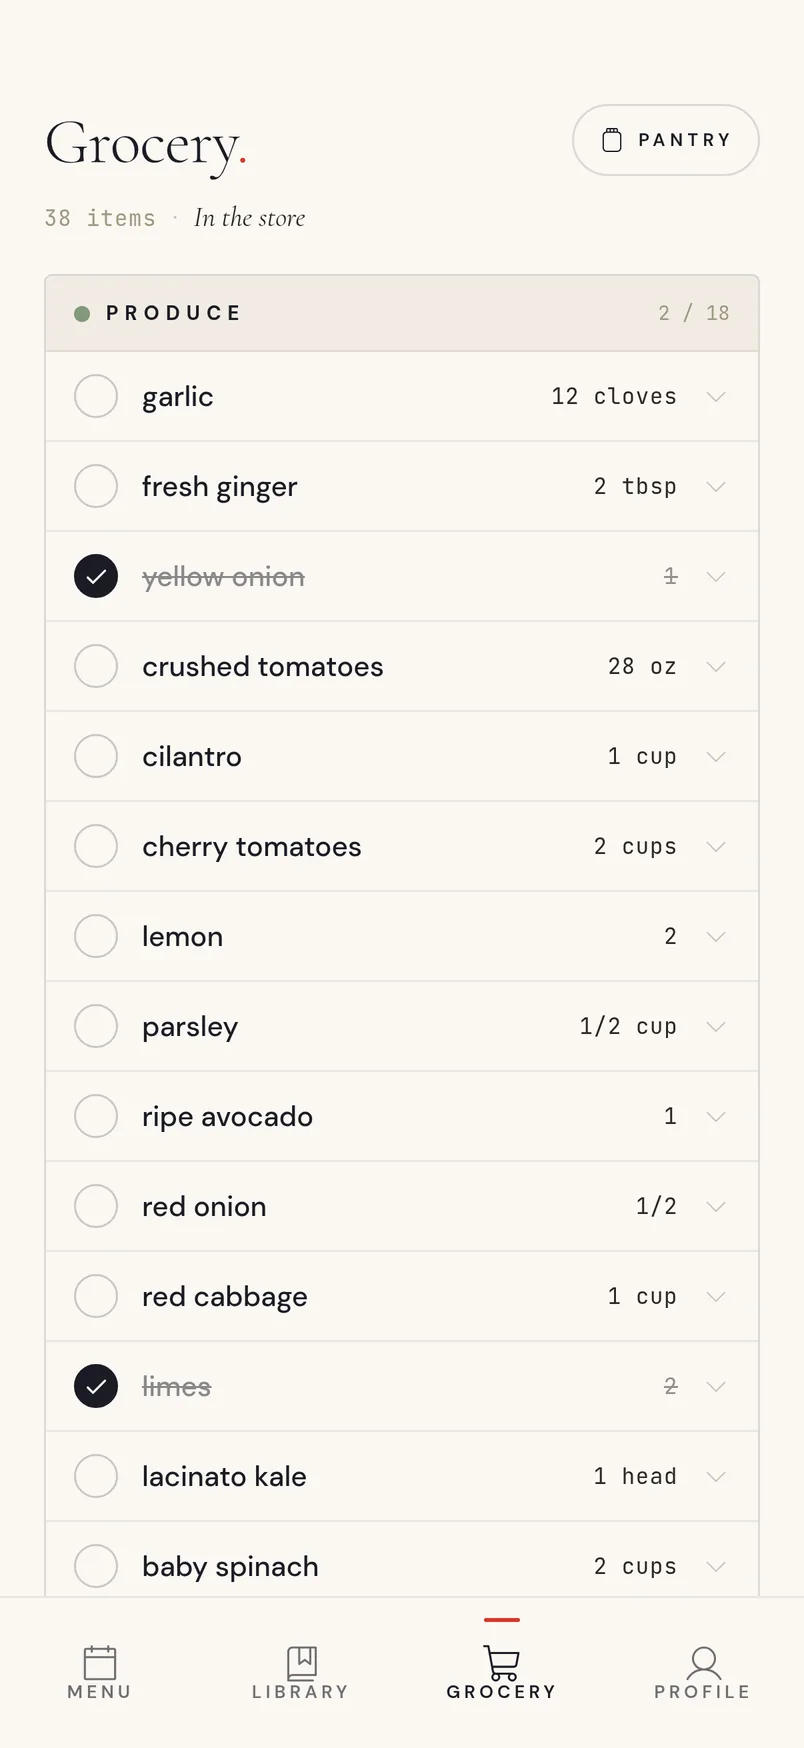 Grocery.
PANTRY
38 items · In the store
PRODUCE 2 / 18
garlic 12 cloves
fresh ginger 2 tbsp
yellow onion 1
crushed tomatoes 28 oz
cilantro 1 cup
cherry tomatoes 2 cups
lemon 2
parsley 1/2 cup
ripe avocado 1
red onion 1/2
red cabbage 1 cup
limes 2
lacinato kale 1 head
baby spinach 2 cups
MENU LIBRARY GROCERY PROFILE